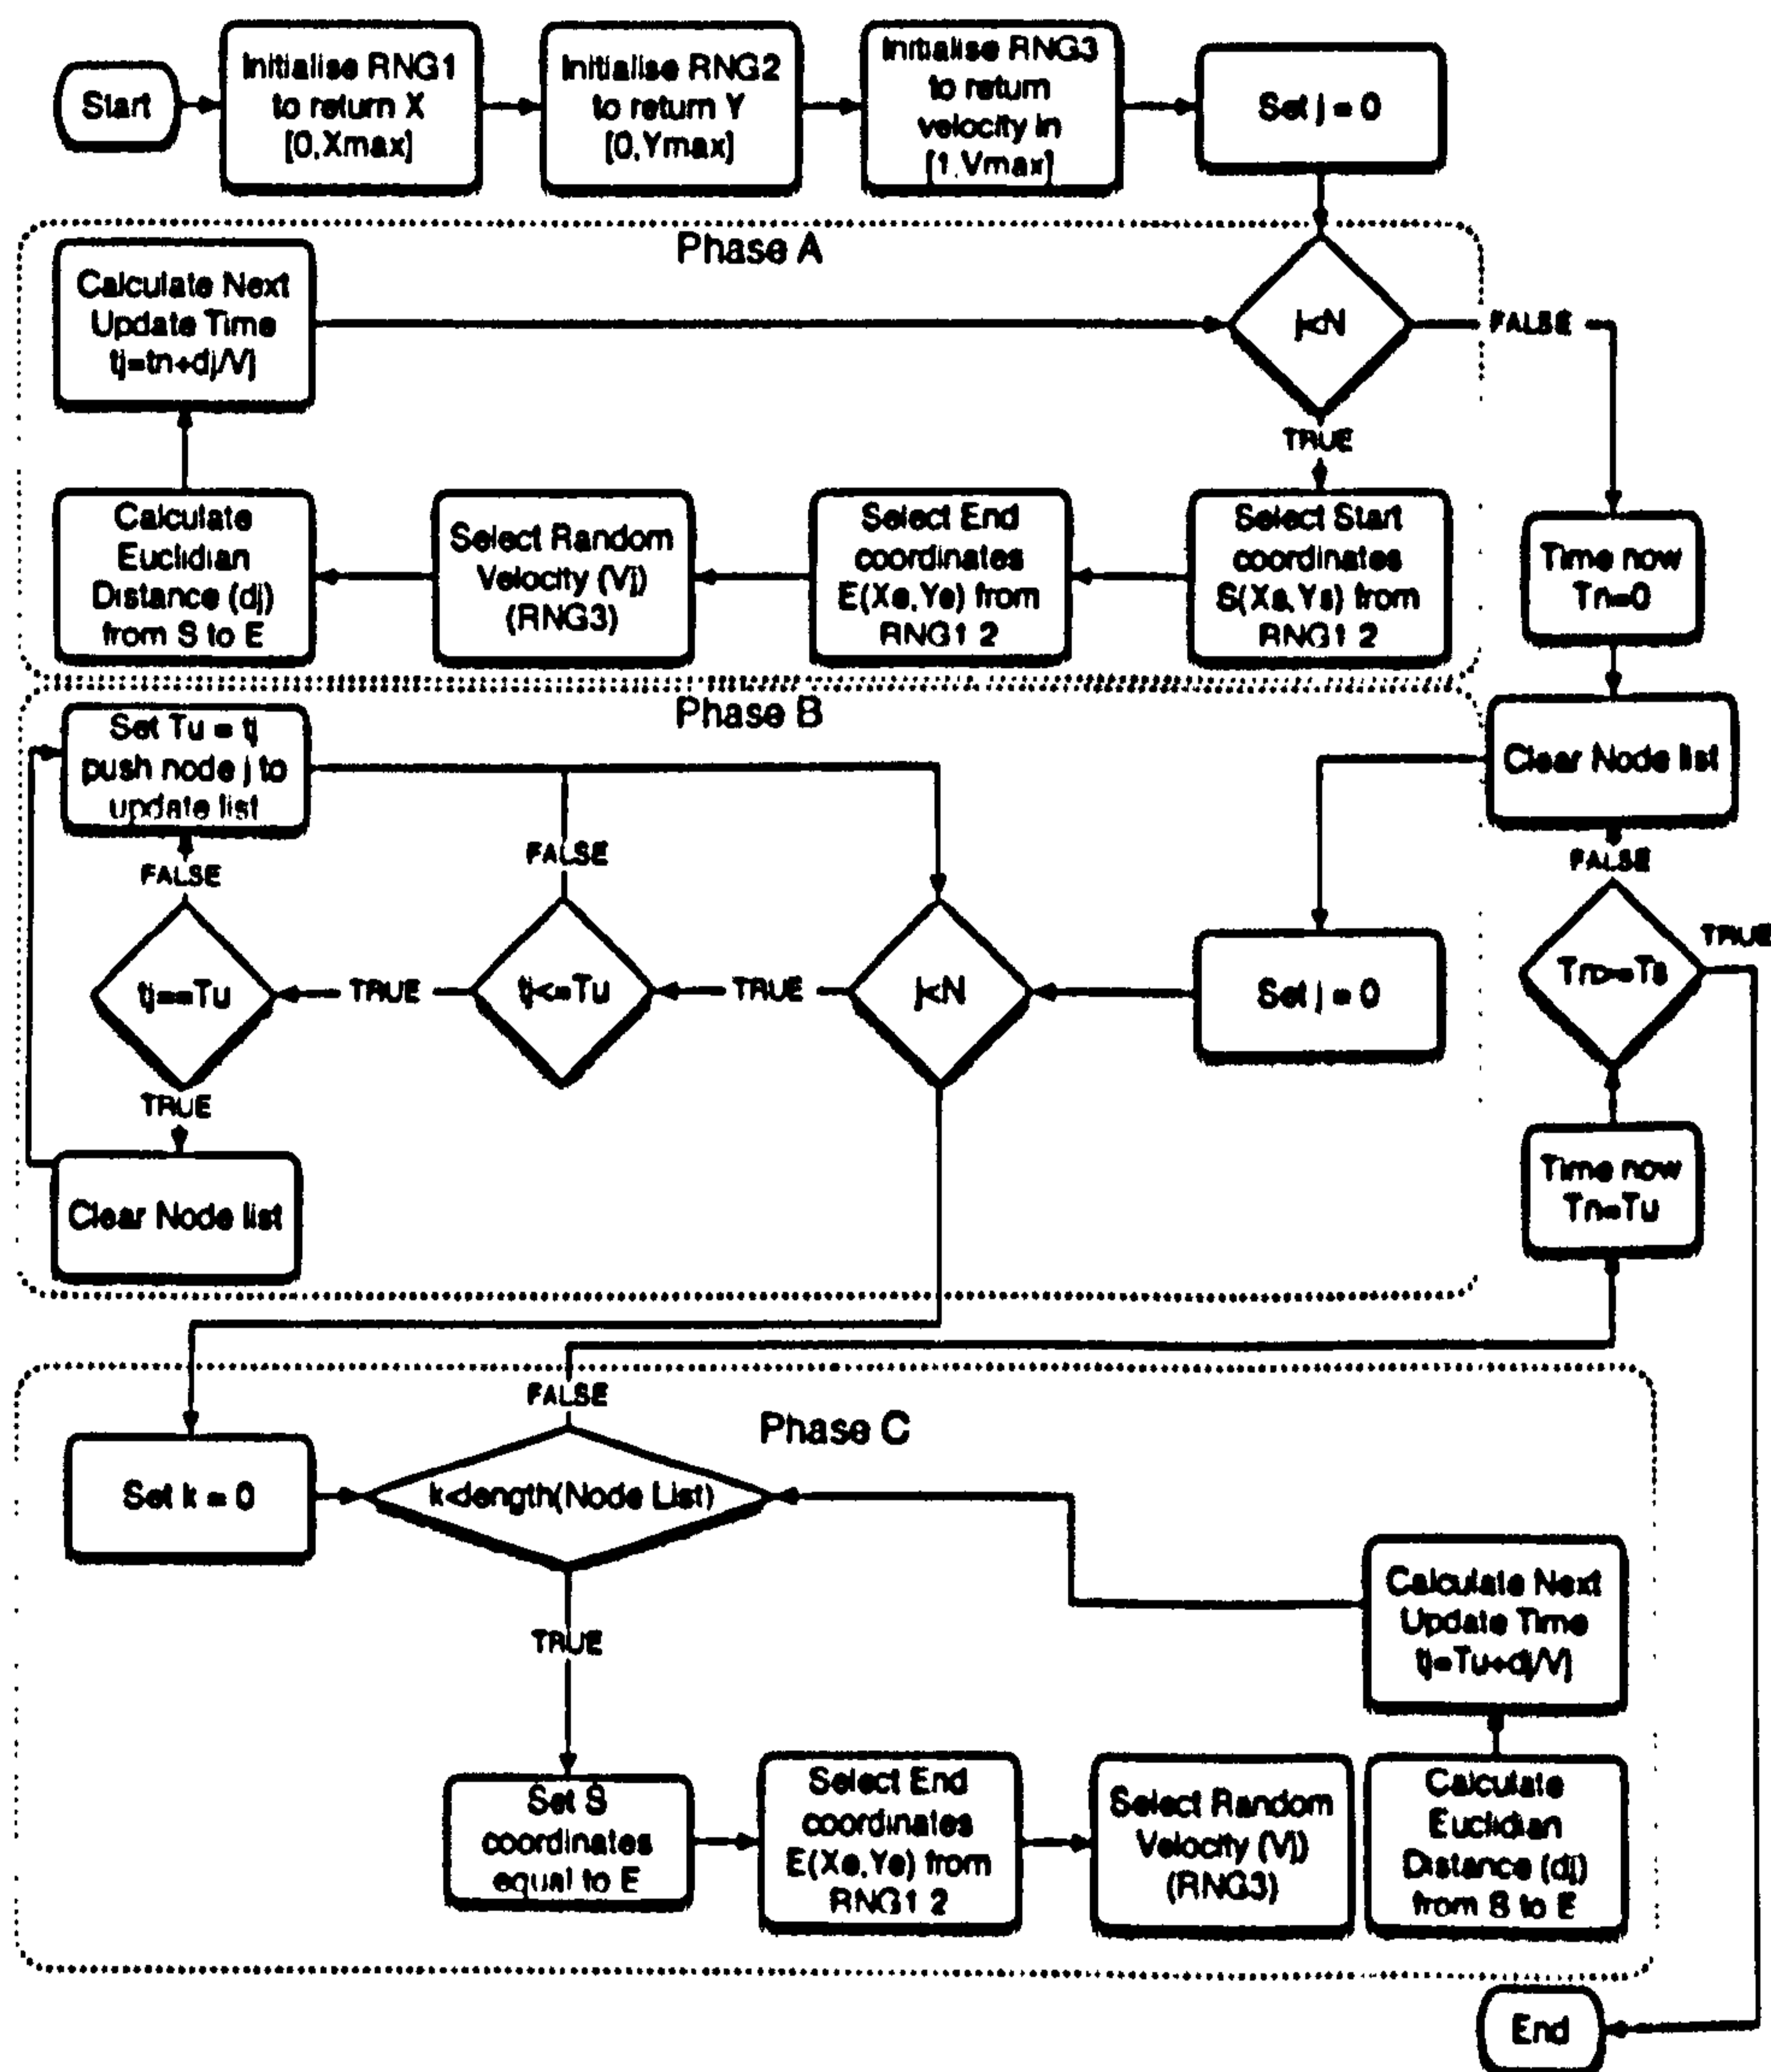 Start
Initialise RNG1
to return X
[0,Xmax]
Initialise RNG2
to return Y
[0,Ymax]
Initialise RNG3
to return
velocity in
[1,Vmax]
Set j = 0
Phase A
Calculate Next
Update Time
tj=tn+dj/Vj
j<N
FALSE
TRUE
Calculate
Euclidian
Distance (dj)
from S to E
Select Random
Velocity (Vj)
(RNG3)
Select End
coordinates
E(Xe,Ye) from
RNG1 2
Select Start
coordinates
S(Xs,Ys) from
RNG1 2
Time now
Tn=0
Phase B
Set Tu = tj
push node j to
update list
Clear Node list
FALSE
FALSE
FALSE
TRUE
tj==Tu
TRUE
tj<=Tu
TRUE
j<N
Set j = 0
Tn>=Ts
TRUE
Clear Node list
Time now
Tn=Tu
FALSE
Phase C
Set k = 0
k<length(Node List)
Calculate Next
Update Time
tj=Tu+dj/Vj
TRUE
Set S
coordinates
equal to E
Select End
coordinates
E(Xe,Ye) from
RNG1 2
Select Random
Velocity (Vj)
(RNG3)
Calculate
Euclidian
Distance (dj)
from S to E
End